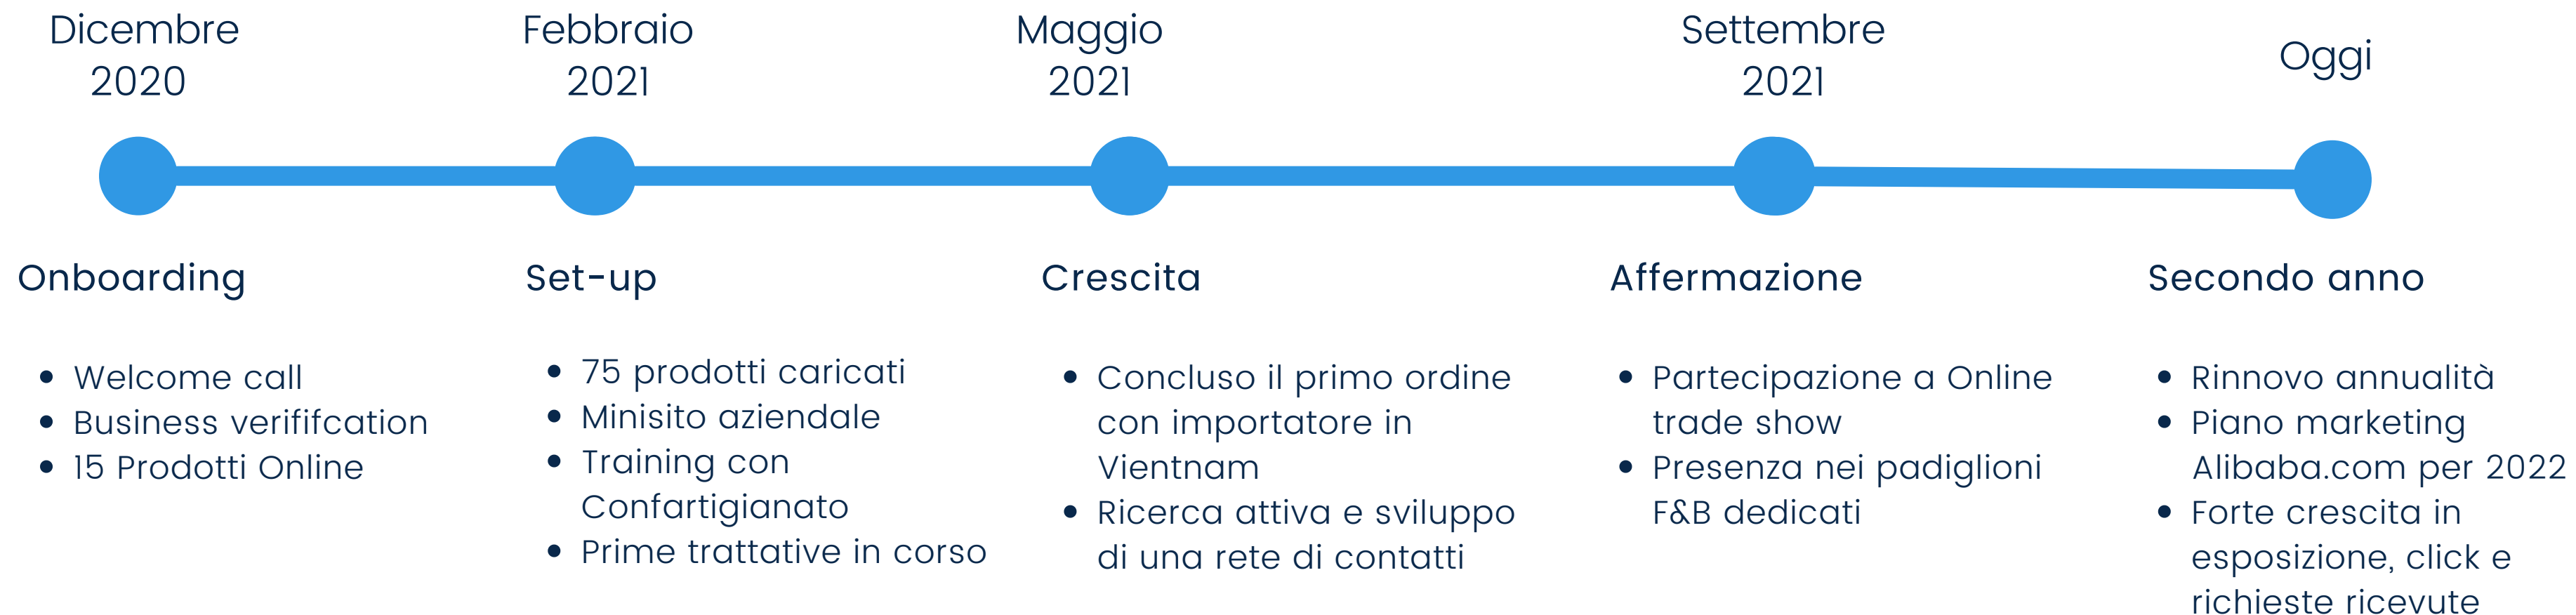 Dicembre
2020
Febbraio
2021
Maggio
2021
Settembre
2021
Oggi
Onboarding
• Welcome call
• Business verififcation
• 15 Prodotti Online
Set-up
• 75 prodotti caricati
• Minisito aziendale
• Training con
Confartigianato
• Prime trattative in corso
Crescita
• Concluso il primo ordine
con importatore in
Vientnam
• Ricerca attiva e sviluppo
di una rete di contatti
Affermazione
• Partecipazione a Online
trade show
• Presenza nei padiglioni
F&B dedicati
Secondo anno
• Rinnovo annualità
• Piano marketing
Alibaba.com per 2022
• Forte crescita in
esposizione, click e
richieste ricevute